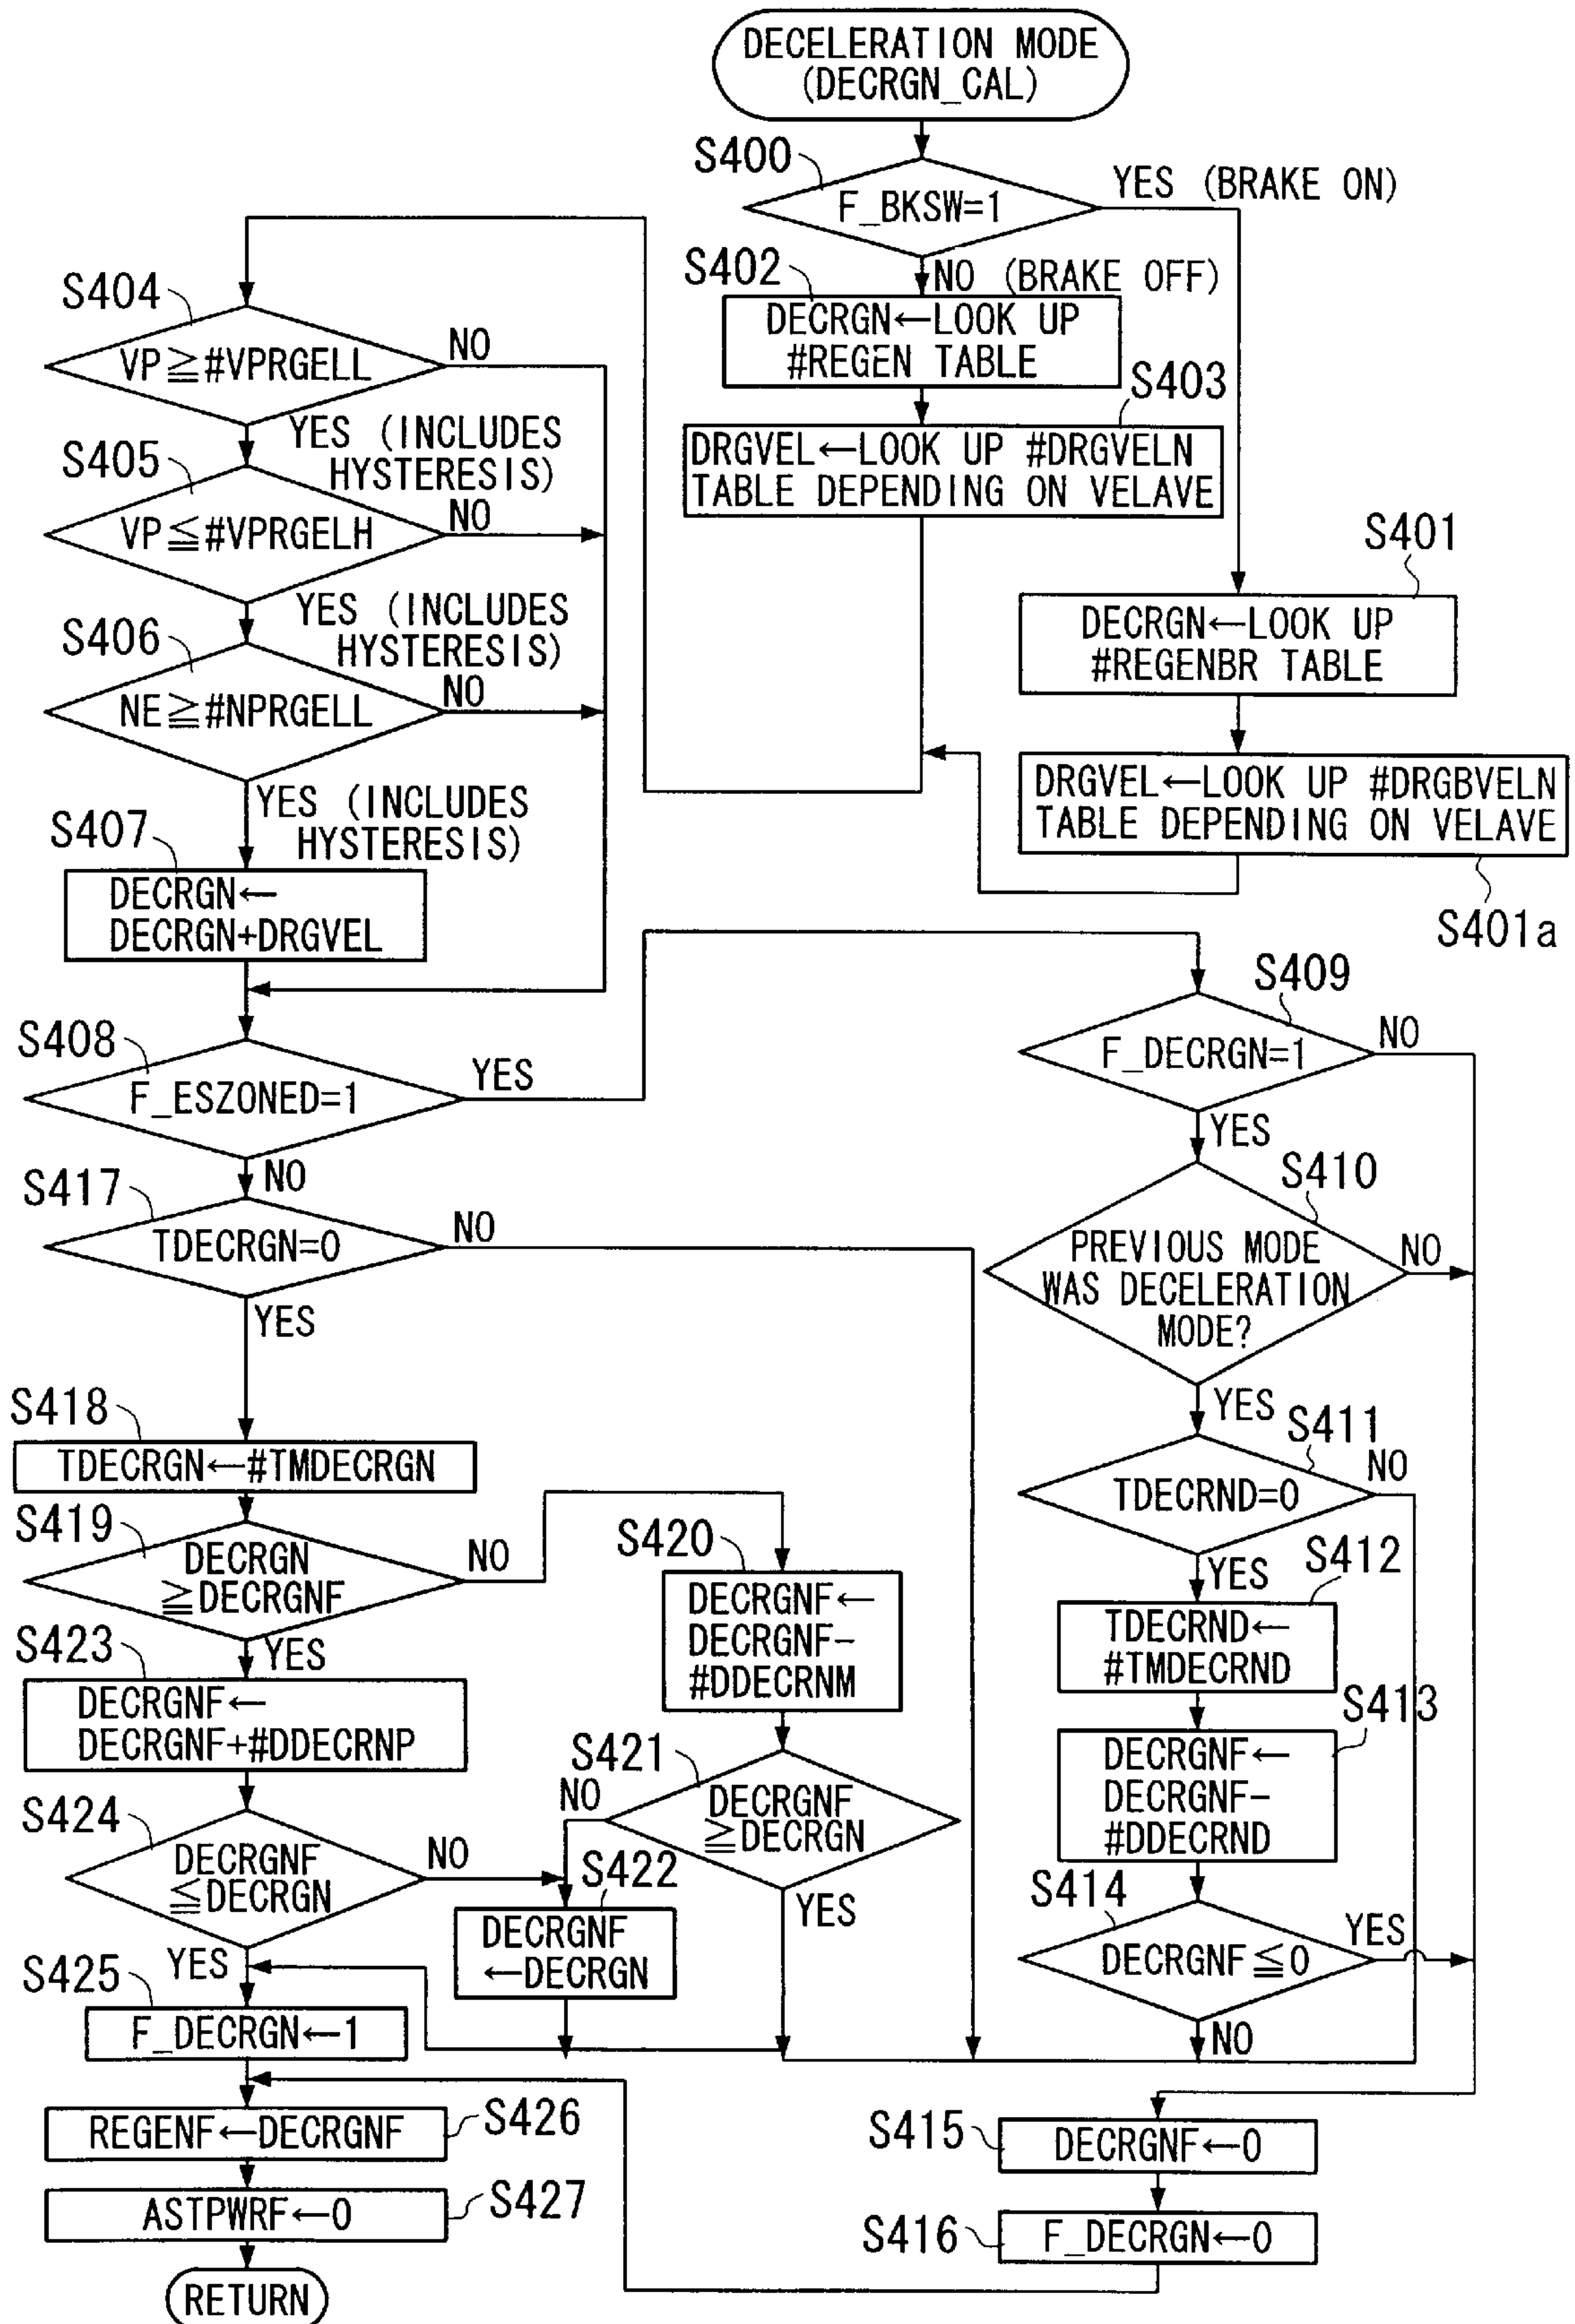 DECELERATION MODE
(DECRGN_CAL)
S400
F_BKSW=1
YES (BRAKE ON)
NO (BRAKE OFF)
S402
DECRGN←LOOK UP
#REGEN TABLE
S403
DRGVEL←LOOK UP #DRGVELN
TABLE DEPENDING ON VELAVE
S401
DECRGN←LOOK UP
#REGENBR TABLE
DRGVEL←LOOK UP #DRGBVELN
TABLE DEPENDING ON VELAVE
S401a
S404
VP≧#VPRGELL
NO
YES (INCLUDES
HYSTERESIS)
S405
VP≦#VPRGELH
NO
YES (INCLUDES
HYSTERESIS)
S406
NE≧#NPRGELL
NO
YES (INCLUDES
HYSTERESIS)
S407
DECRGN←
DECRGN+DRGVEL
S408
F_ESZONED=1
YES
NO
S409
F_DECRGN=1
NO
YES
S410
PREVIOUS MODE
WAS DECELERATION
MODE?
NO
YES
S411
TDECRND=0
NO
YES
S412
TDECRND←
#TMDECRND
S413
DECRGNF←
DECRGNF-
#DDECRND
S414
DECRGNF≦0
YES
NO
S415
DECRGNF←0
S416
F_DECRGN←0
S417
TDECRGN=0
NO
YES
S418
TDECRGN←#TMDECRGN
S419
DECRGN
≧DECRGNF
NO
YES
S420
DECRGNF←
DECRGNF-
#DDECRNM
S421
DECRGNF
≧DECRGN
NO
YES
S422
DECRGNF
←DECRGN
S423
DECRGNF←
DECRGNF+#DDECRNP
S424
DECRGNF
≦DECRGN
NO
YES
S425
F_DECRGN←1
REGENF←DECRGNF
S426
ASTPWRF←0
S427
RETURN